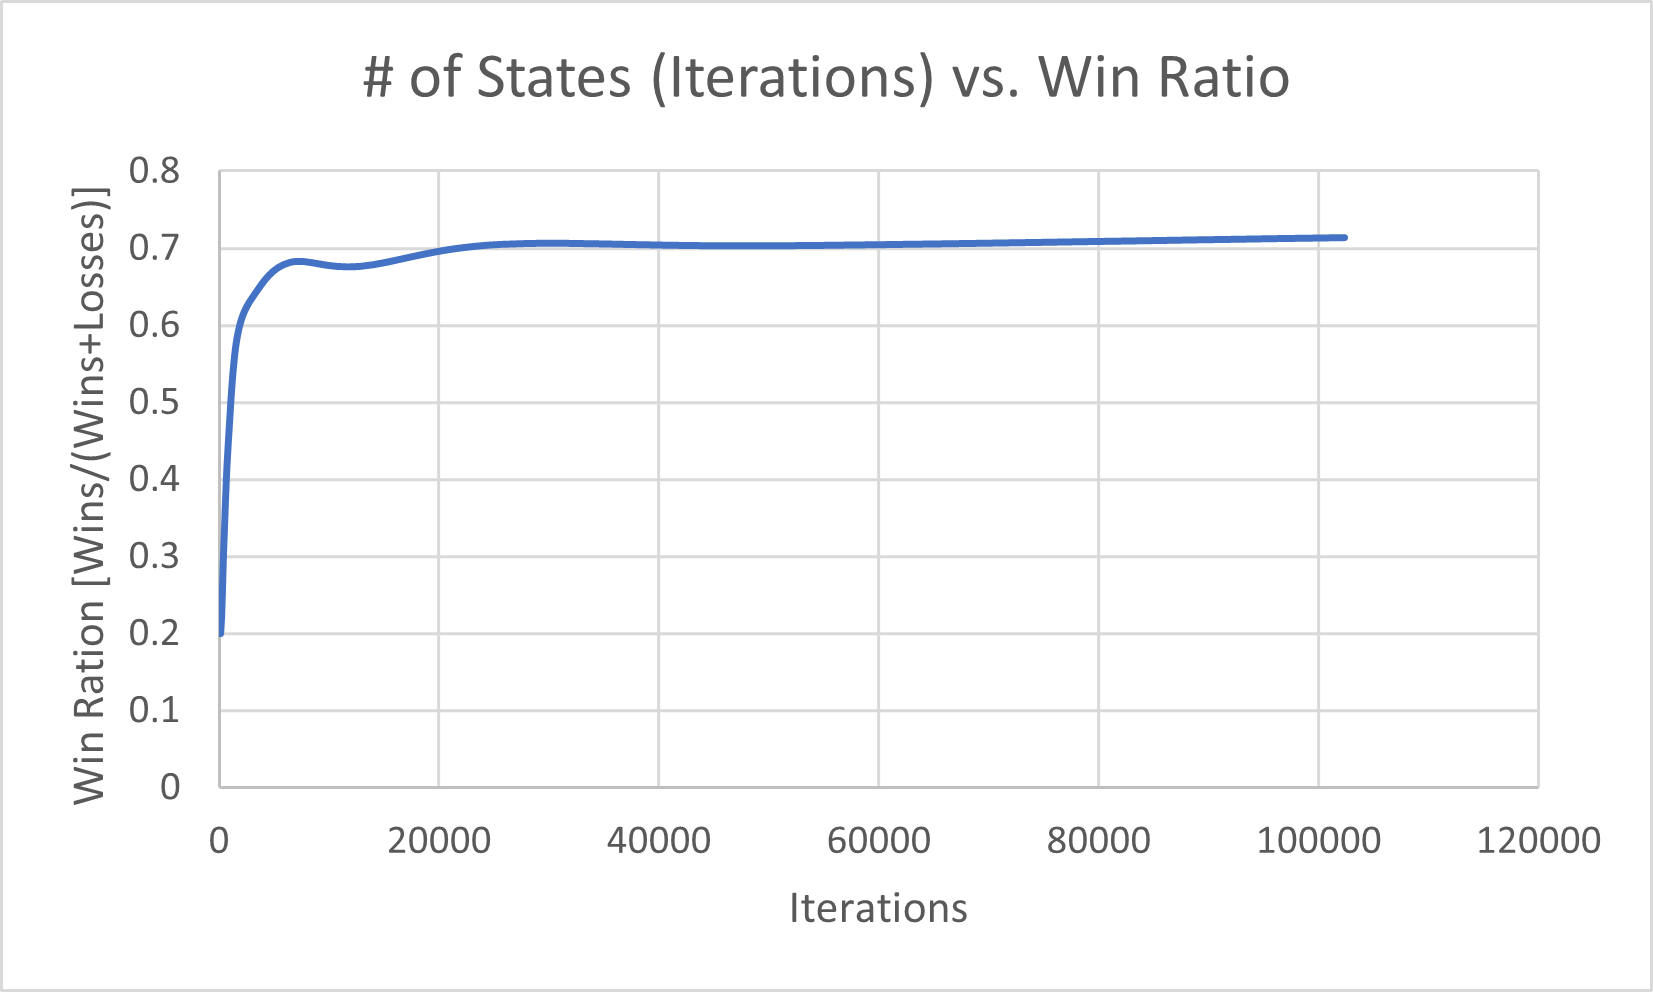 # of States (Iterations) vs. Win Ratio
Win Ration [Wins/(Wins+Losses)]
0.8
0.7
0.6
0.5
0.4
0.3
0.2
0.1
0
0 20000 40000 60000 80000 100000 120000
Iterations